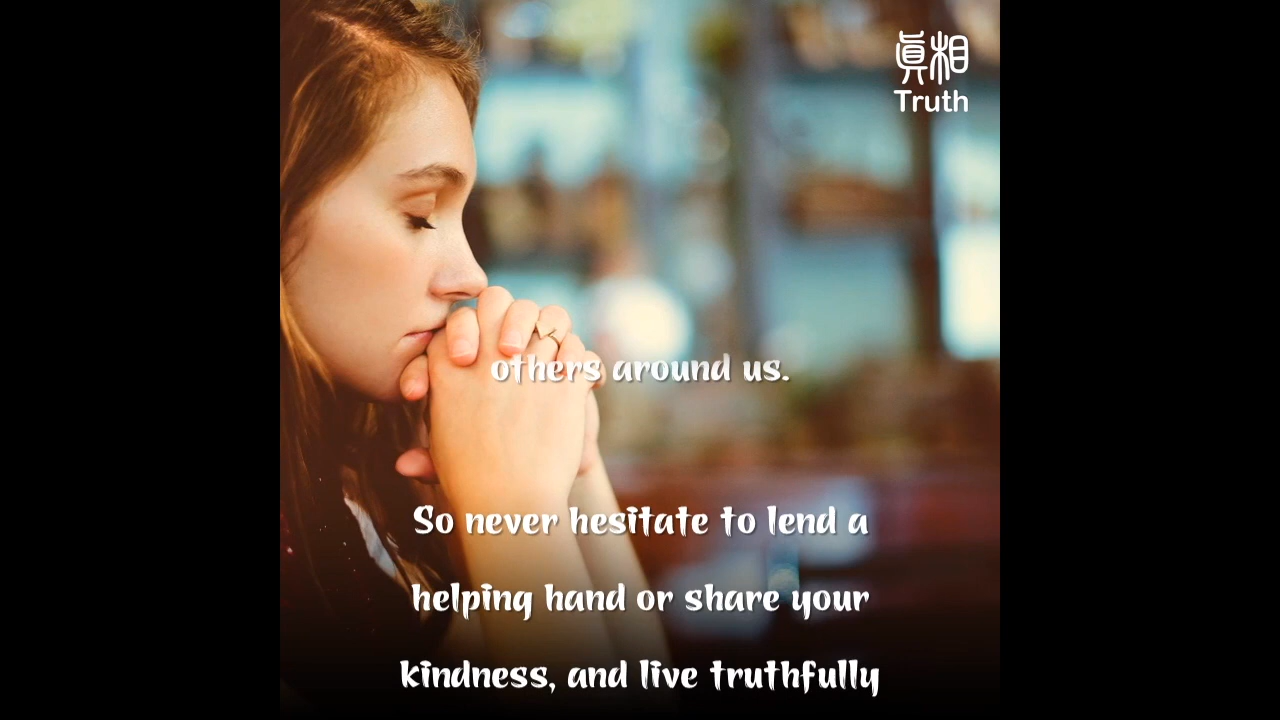 眞相
Truth
others around us.
So never hesitate to lend a
helping hand or share your
kindness, and live truthfully